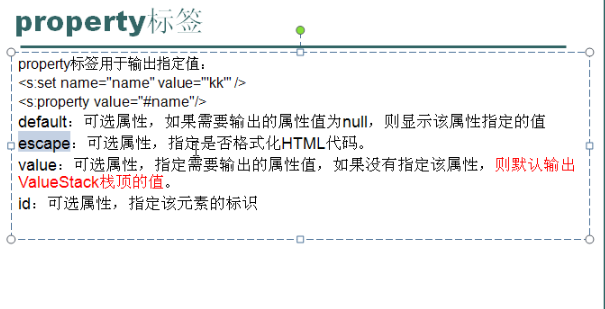 property标签
property标签用于输出指定值：
<s:set name="name" value="'kk'" />
<s:property value="#name"/>
default：可选属性，如果需要输出的属性值为null，则显示该属性指定的值
escape：可选属性，指定是否格式化HTML代码。
value：可选属性，指定需要输出的属性值，如果没有指定该属性，则默认输出
ValueStack栈顶的值。
id：可选属性，指定该元素的标识